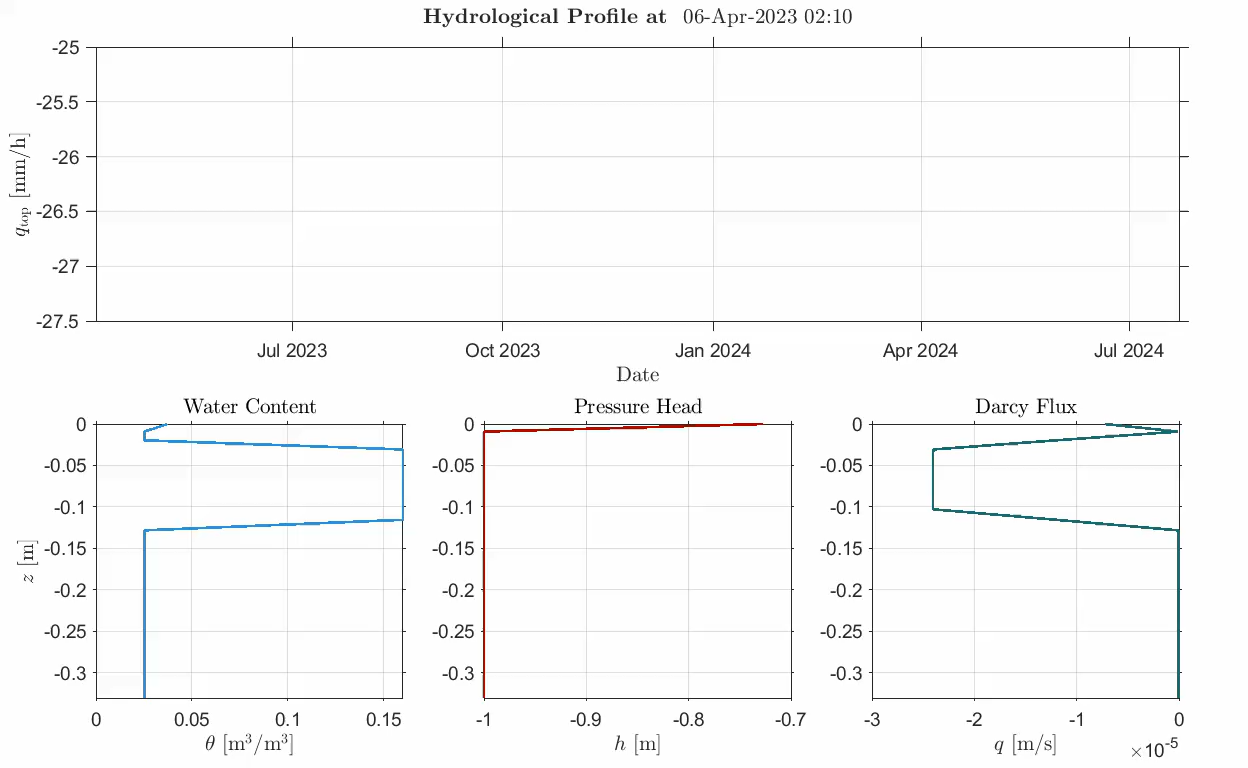 Hydrological Profile at 06-Apr-2023 02:10
-25
-25.5
-26
-26.5
-27
-27.5
q_top [mm/h]
Jul 2023 Oct 2023 Jan 2024 Apr 2024 Jul 2024
Date
Water Content Pressure Head Darcy Flux
0 0 0
-0.05 -0.05 -0.05
-0.1 -0.1 -0.1
-0.15 -0.15 -0.15
-0.2 -0.2 -0.2
-0.25 -0.25 -0.25
-0.3 -0.3 -0.3
z [m]
0 0.05 0.1 0.15 -1 -0.9 -0.8 -0.7 -3 -2 -1 0
θ [m³/m³] h [m] q [m/s]
×10⁻⁵